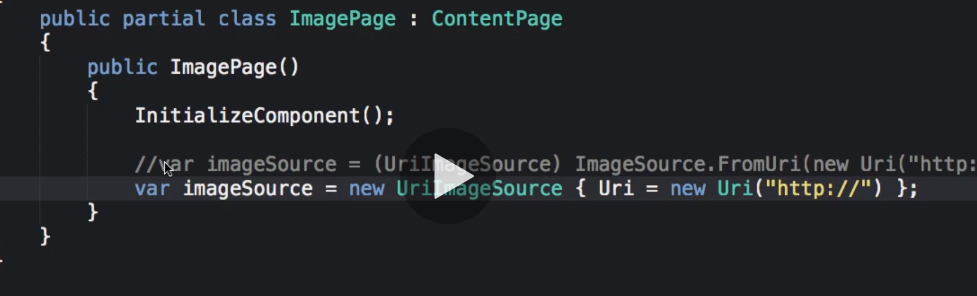 public partial class ImagePage : ContentPage
{
public ImagePage()
{
InitializeComponent();
//var imageSource = (UriImageSource) ImageSource.FromUri(new Uri("http:
var imageSource = new UriImageSource { Uri = new Uri("http://") };
}
}